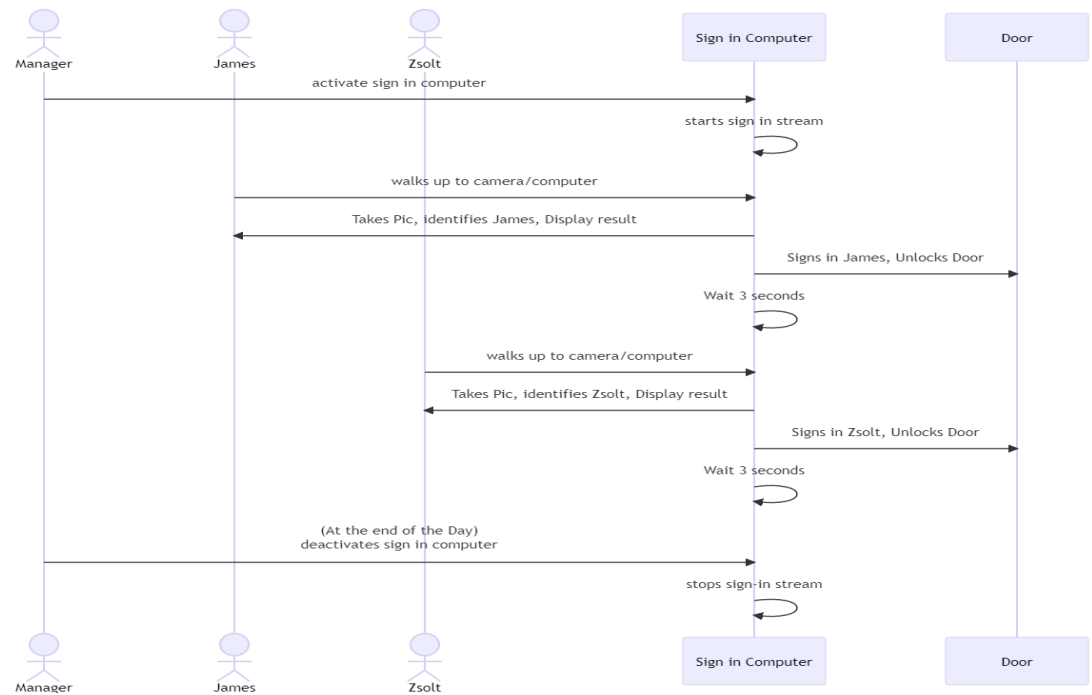 Manager
James
Zsolt
Sign in Computer
Door
activate sign in computer
starts sign in stream
walks up to camera/computer
Takes Pic, identifies James, Display result
Signs in James, Unlocks Door
Wait 3 seconds
walks up to camera/computer
Takes Pic, identifies Zsolt, Display result
Signs in Zsolt, Unlocks Door
Wait 3 seconds
(At the end of the Day)
deactivates sign in computer
stops sign-in stream
Manager
James
Zsolt
Sign in Computer
Door